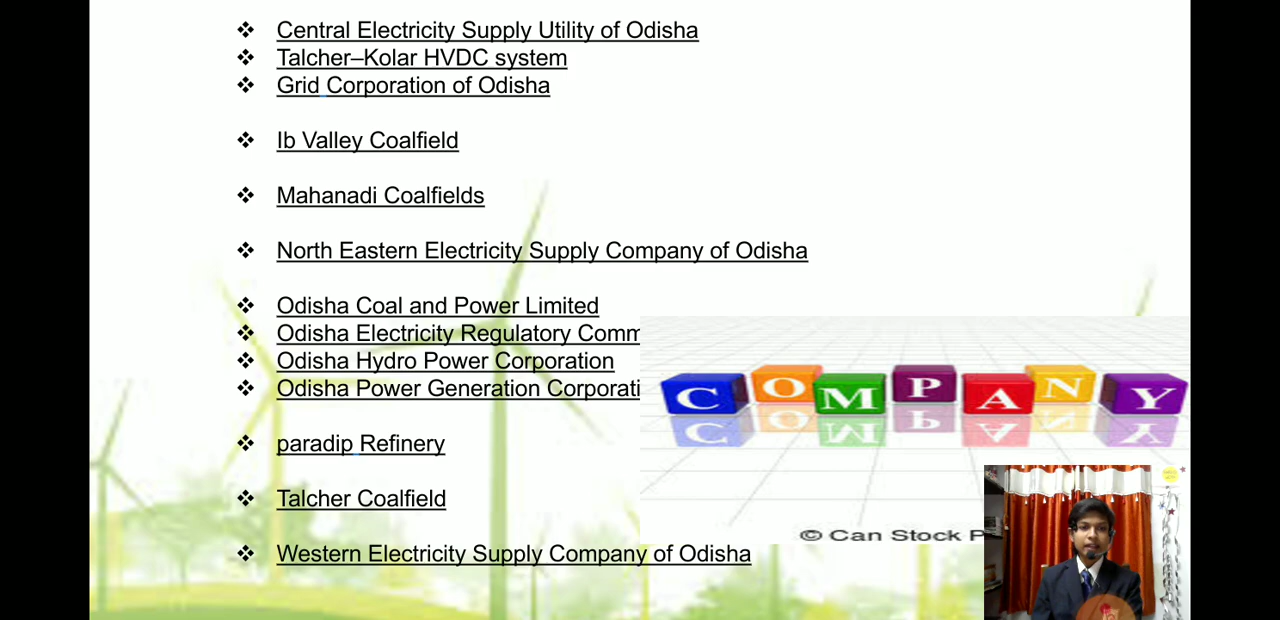 ❖ Central Electricity Supply Utility of Odisha
❖ Talcher–Kolar HVDC system
❖ Grid Corporation of Odisha
❖ Ib Valley Coalfield
❖ Mahanadi Coalfields
❖ North Eastern Electricity Supply Company of Odisha
❖ Odisha Coal and Power Limited
❖ Odisha Electricity Regulatory Comm
❖ Odisha Hydro Power Corporation
❖ Odisha Power Generation Corporati
❖ paradip Refinery
❖ Talcher Coalfield
❖ Western Electricity Supply Company of Odisha
COMPANY
© Can Stock P